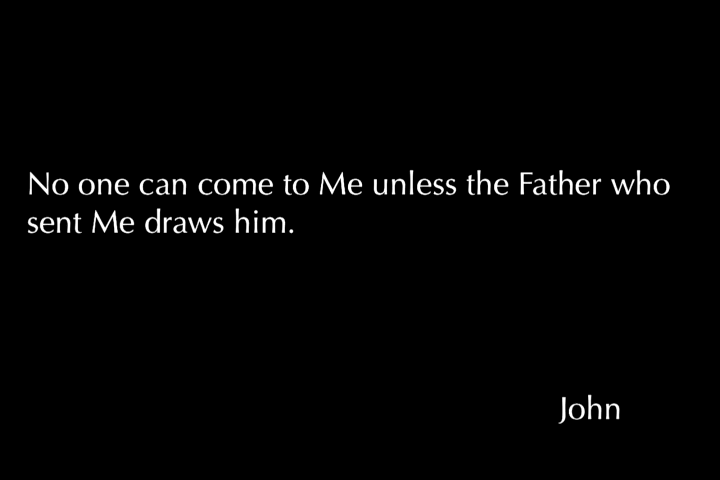 No one can come to Me unless the Father who
sent Me draws him.
John